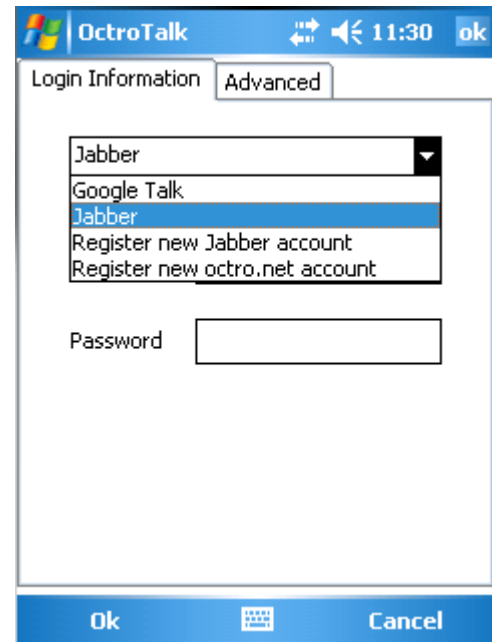 OctroTalk 11:30 ok
Login Information Advanced
Jabber
Google Talk
Jabber
Register new Jabber account
Register new octro.net account
Password
Ok Cancel